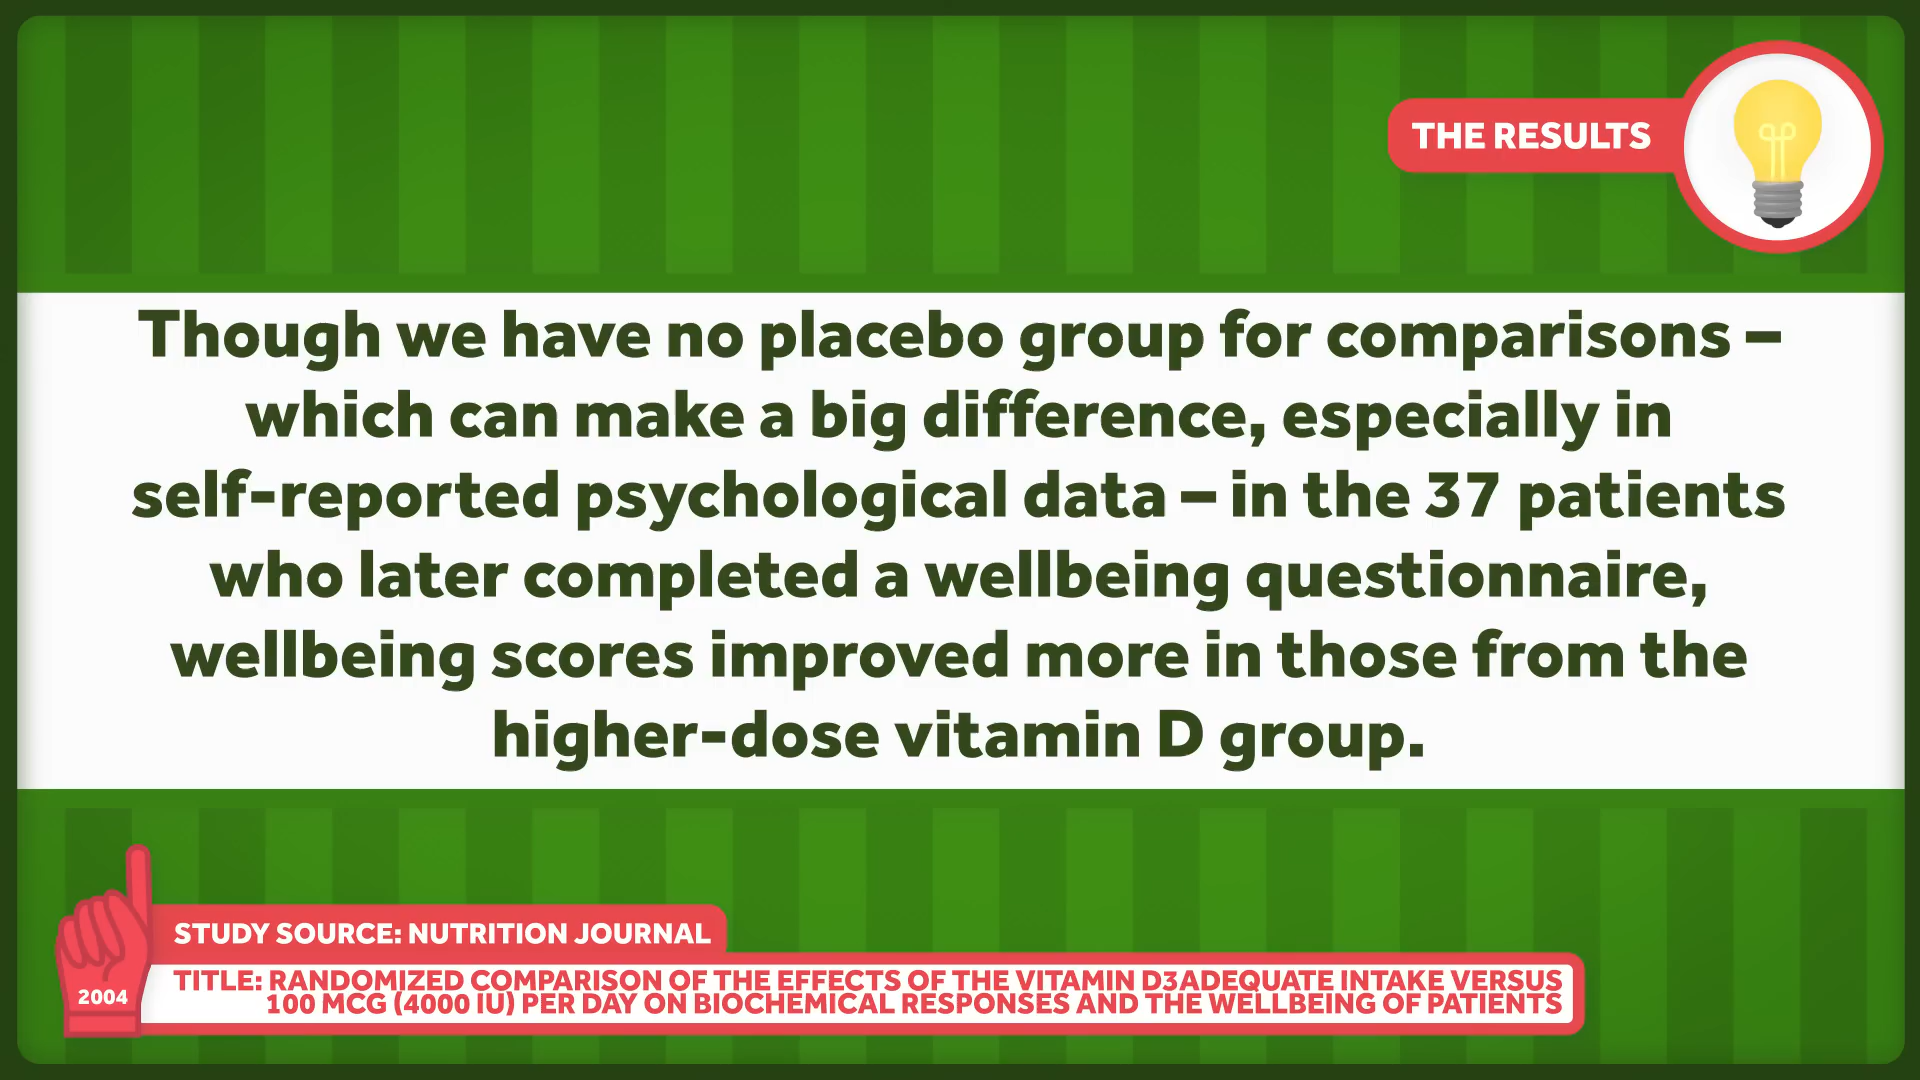 THE RESULTS
Though we have no placebo group for comparisons –
which can make a big difference, especially in
self-reported psychological data – in the 37 patients
who later completed a wellbeing questionnaire,
wellbeing scores improved more in those from the
higher-dose vitamin D group.
STUDY SOURCE: NUTRITION JOURNAL
2004
TITLE: RANDOMIZED COMPARISON OF THE EFFECTS OF THE VITAMIN D3ADEQUATE INTAKE VERSUS
100 MCG (4000 IU) PER DAY ON BIOCHEMICAL RESPONSES AND THE WELLBEING OF PATIENTS